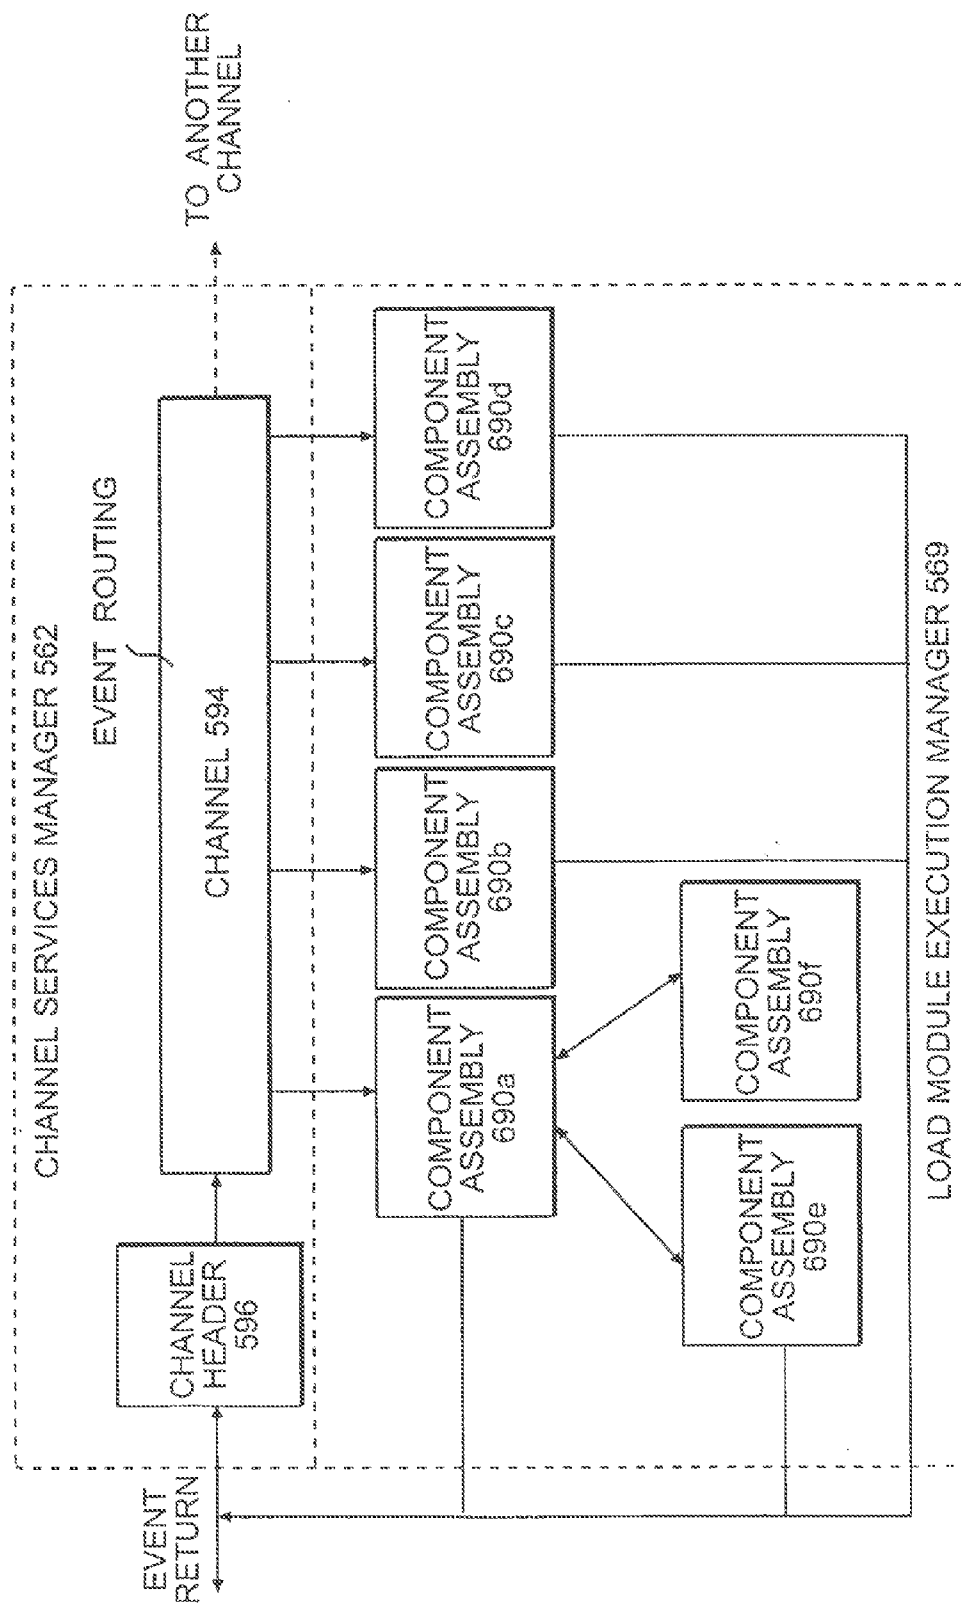 CHANNEL SERVICES MANAGER 562
EVENT ROUTING
TO ANOTHER
CHANNEL
EVENT
RETURN
CHANNEL
HEADER
596
CHANNEL 594
COMPONENT
ASSEMBLY
690a
COMPONENT
ASSEMBLY
690b
COMPONENT
ASSEMBLY
690c
COMPONENT
ASSEMBLY
690d
COMPONENT
ASSEMBLY
690e
COMPONENT
ASSEMBLY
690f
LOAD MODULE EXECUTION MANAGER 569